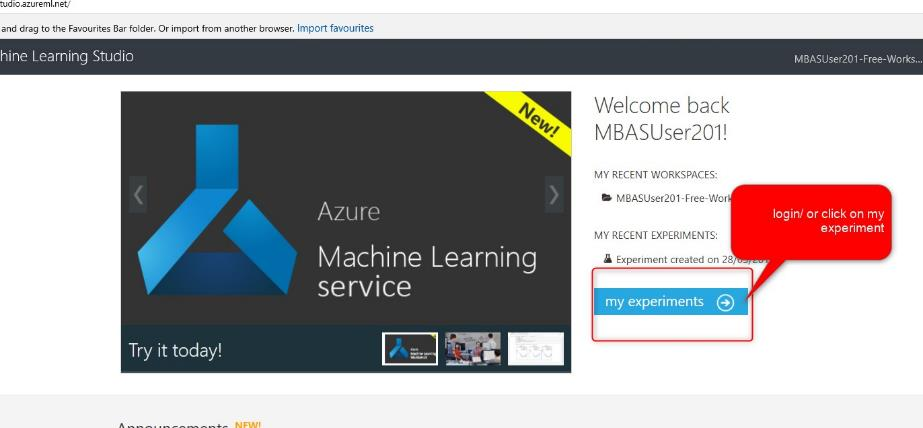 tudio.azureml.net/
and drag to the Favourites Bar folder. Or import from another browser. Import favourites
hine Learning Studio
MBASUser201-Free-Works...
New!
Azure
Machine Learning
service
Try it today!
Welcome back
MBASUser201!
MY RECENT WORKSPACES:
MBASUser201-Free-Work
MY RECENT EXPERIMENTS:
Experiment created on 28/
my experiments
login/ or click on my
experiment
Announcements NEW!